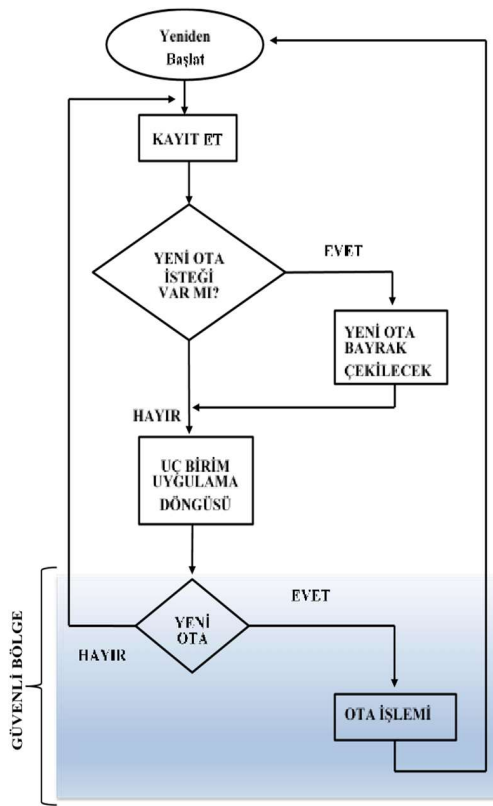 Yeniden
Başlat
KAYIT ET
YENİ OTA
İSTEĞİ
VAR MI?
EVET
YENİ OTA
BAYRAK
ÇEKİLECEK
HAYIR
UÇ BİRİM
UYGULAMA
DÖNGÜSÜ
GÜVENLİ BÖLGE
YENİ
OTA
EVET
HAYIR
OTA İŞLEMİ